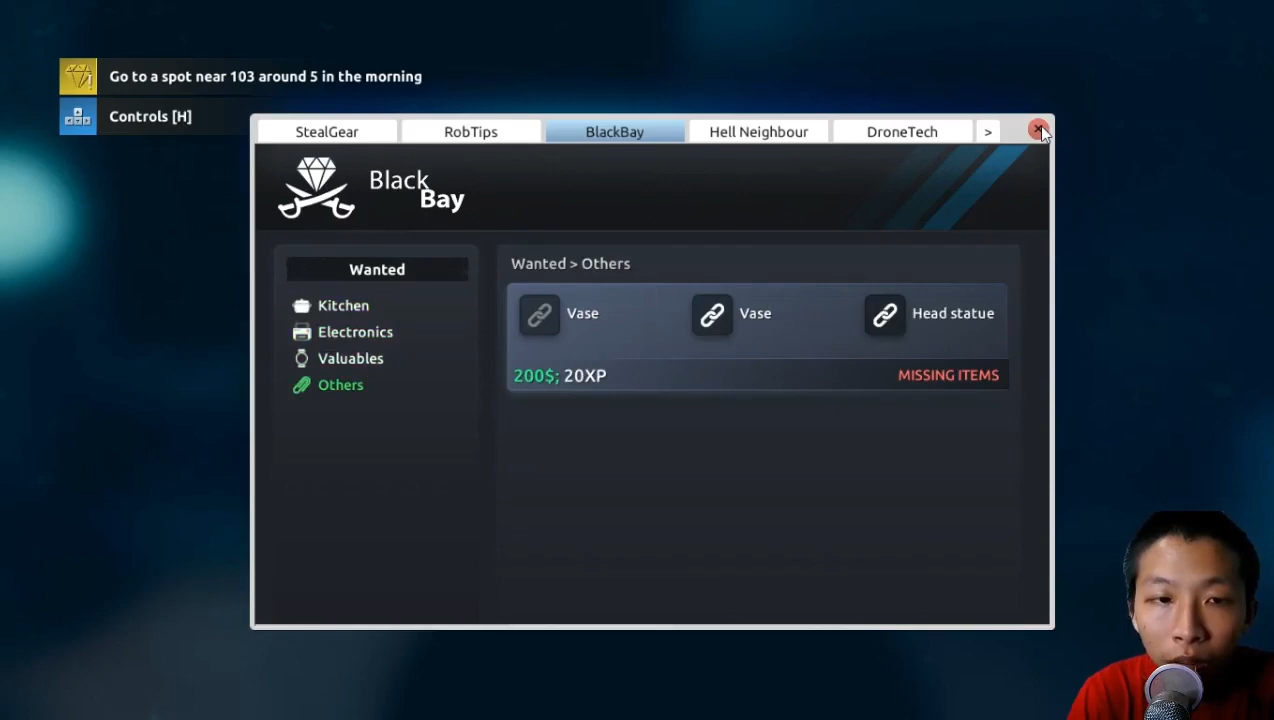 Go to a spot near 103 around 5 in the morning
Controls [H]
StealGear RobTips BlackBay Hell Neighbour DroneTech >
Black
Bay
Wanted
Kitchen
Electronics
Valuables
Others
Wanted > Others
Vase Vase Head statue
200$; 20XP MISSING ITEMS